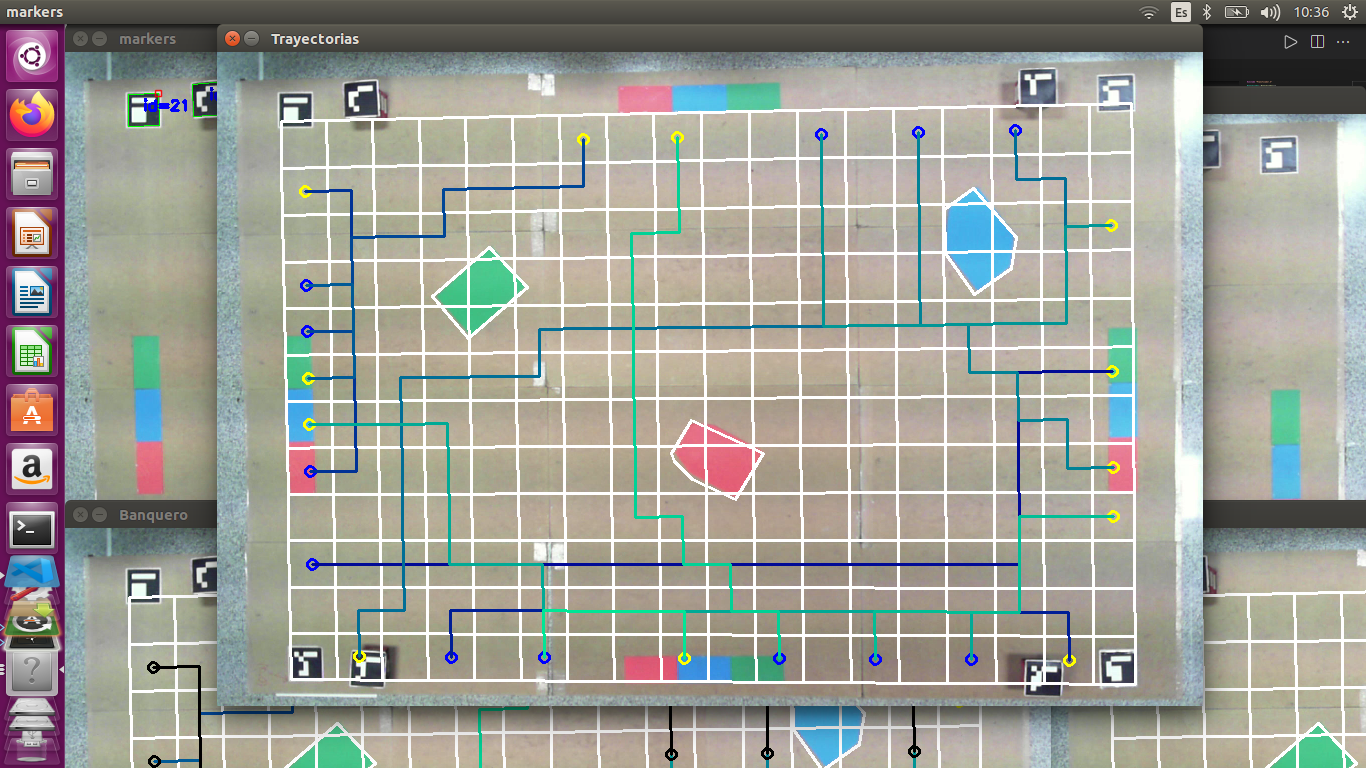 markers
Es
10:36
markers
Trayectorias
id=21
Banquero